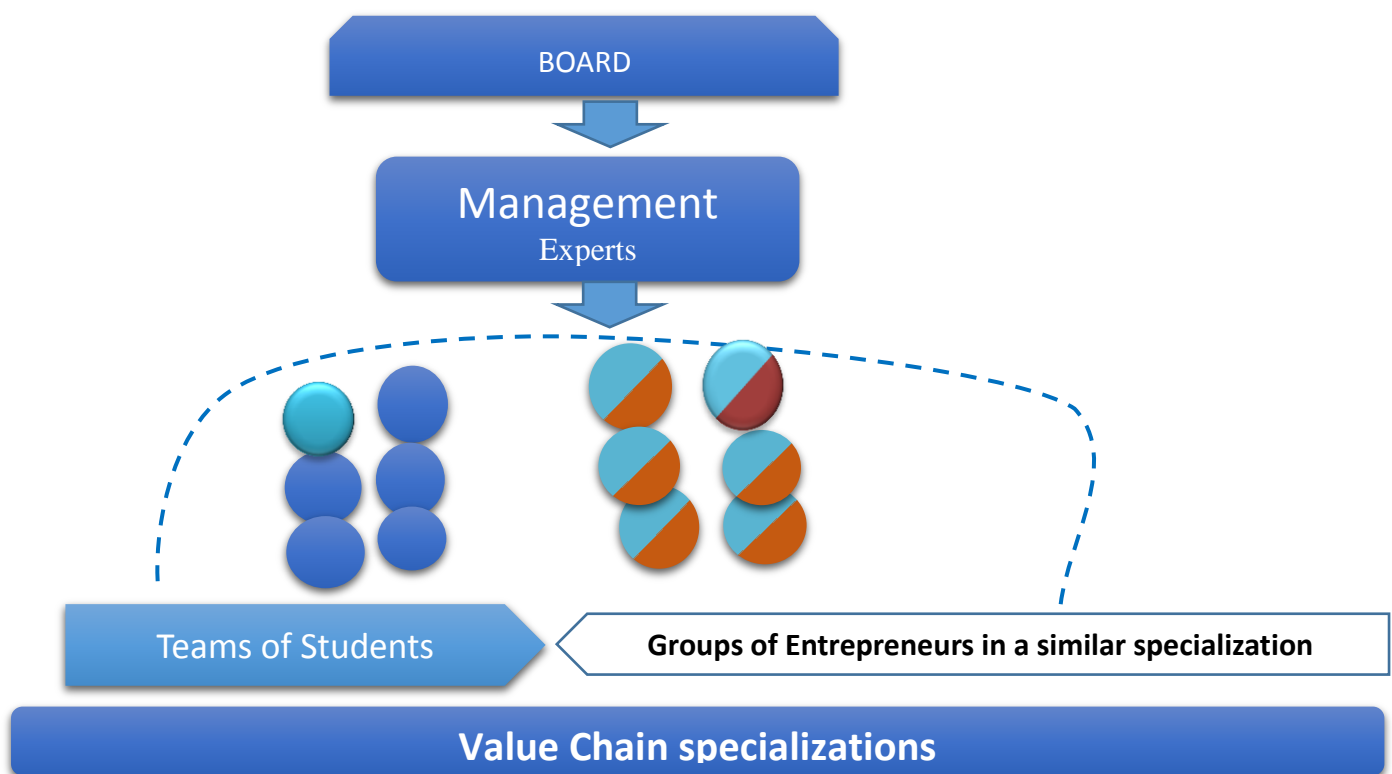 BOARD
Management
Experts
Teams of Students
Groups of Entrepreneurs in a similar specialization
Value Chain specializations